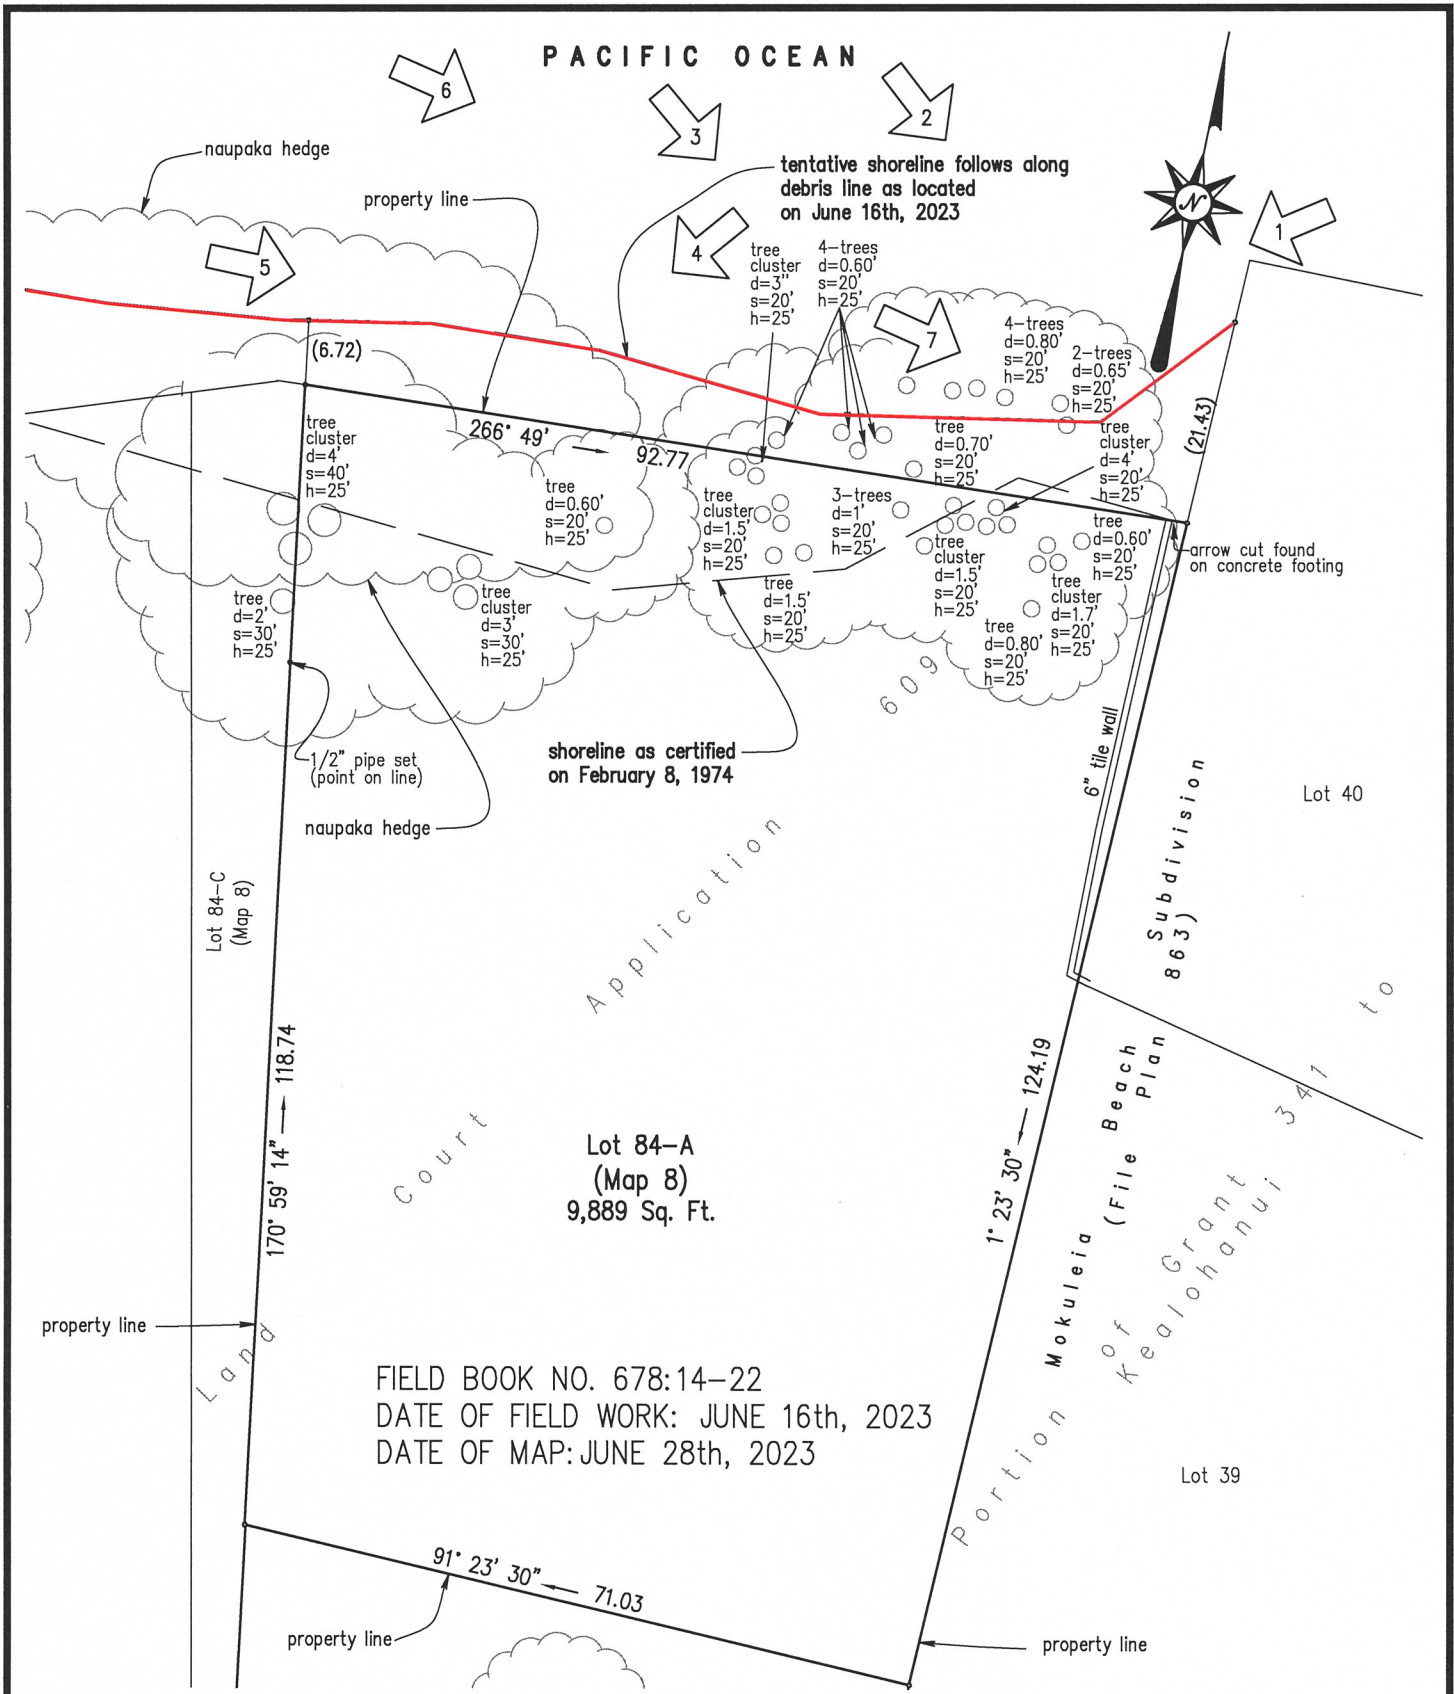 PACIFIC OCEAN
6
3
2
naupaka hedge
property line
tentative shoreline follows along
debris line as located
on June 16th, 2023
N
1
5
4
tree
cluster
d=3"
s=20'
h=25'
4-trees
d=0.60'
s=20'
h=25'
7
4-trees
d=0.80'
s=20'
h=25'
2-trees
d=0.65'
s=20'
h=25'
(6.72)
(21.43)
266° 49'
92.77
tree
cluster
d=4'
s=40'
h=25'
tree
d=0.60'
s=20'
h=25'
tree
cluster
d=1.5'
s=20'
h=25'
3-trees
d=1'
s=20'
h=25'
tree
d=0.70'
s=20'
h=25'
tree
cluster
d=4'
s=20'
h=25'
tree
d=0.60'
s=20'
h=25'
arrow cut found
on concrete footing
tree
cluster
d=1.5'
s=20'
h=25'
tree
d=2'
s=30'
h=25'
tree
cluster
d=3'
s=30'
h=25'
tree
d=1.5'
s=20'
h=25'
tree
cluster
d=1.7'
s=20'
h=25'
tree
d=0.80'
s=20'
h=25'
609
1/2" pipe set
(point on line)
naupaka hedge
shoreline as certified
on February 8, 1974
6" tile wall
Lot 40
Subdivision
863)
Lot 84-C
(Map 8)
Application
to
170° 59' 14"
118.74
124.19
1° 23' 30"
Court
Lot 84-A
(Map 8)
9,889 Sq. Ft.
Mokuleia (File Beach
Plan
341
of Grant
Kealohanui
property line
Land
FIELD BOOK NO. 678:14-22
DATE OF FIELD WORK: JUNE 16th, 2023
DATE OF MAP: JUNE 28th, 2023
Portion
Lot 39
91° 23' 30"
71.03
property line
property line